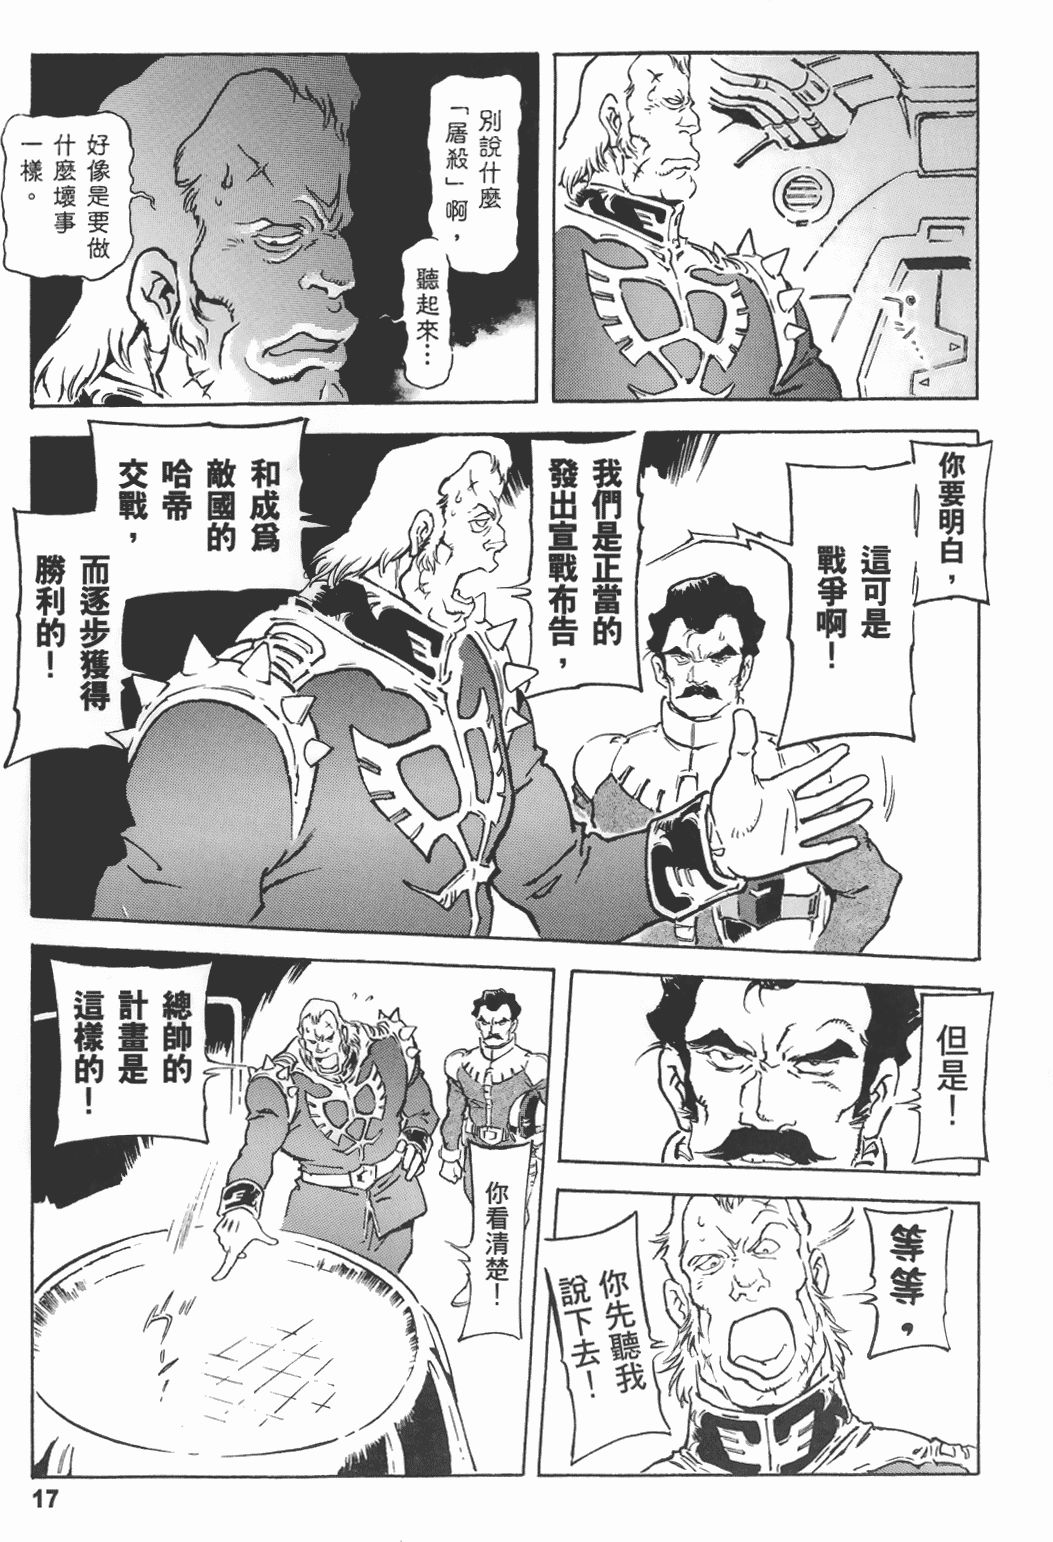 別說什麼
「屠殺」啊，
聽起來…
好像是要做
什麼壞事
一樣。
你要明白，
這可是
戰爭啊！
我們是正當的
發出宣戰布告，
和成為
敵國的
哈帝
交戰，
而逐步獲得
勝利的！
但是！
你先聽我
說下去！
你看清楚！
總帥的
計畫是
這樣的！
17